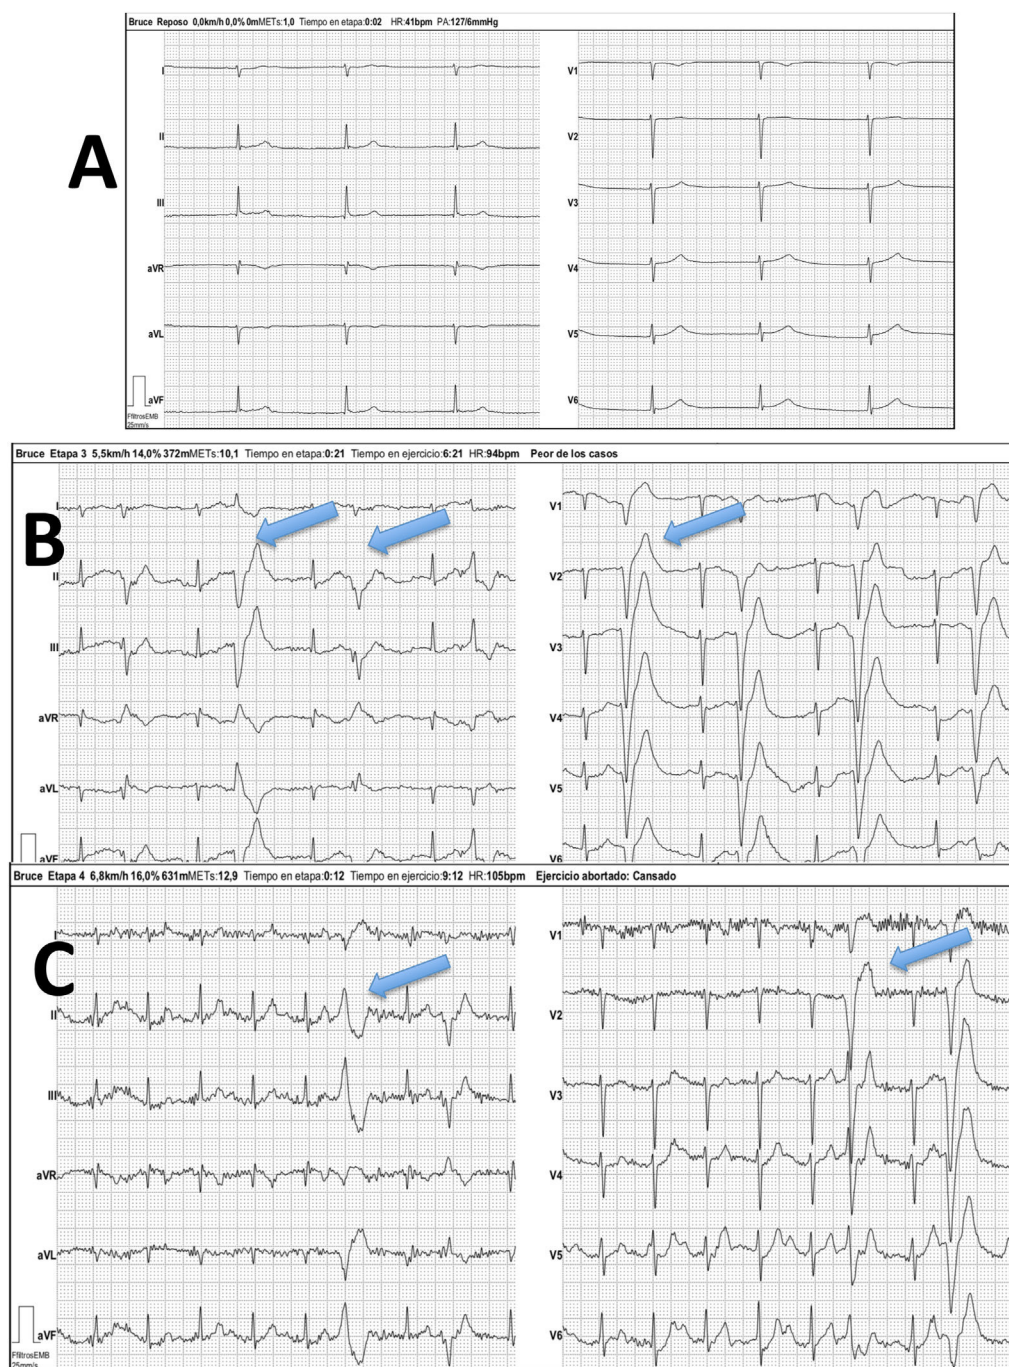 Bruce Reposo 0,0km/h 0,0% 0mMETs:1,0 Tiempo en etapa:0:02 HR:41bpm PA:127/6mmHg
A
I
II
III
aVR
aVL
aVF
FfiltrosEMB
25mm/s
V1
V2
V3
V4
V5
V6
Bruce Etapa 3 5,5km/h 14,0% 372mMETs:10,1 Tiempo en etapa:0:21 Tiempo en ejercicio:6:21 HR:94bpm Peor de los casos
B
I
II
III
aVR
aVL
aVF
V1
V2
V3
V4
V5
V6
Bruce Etapa 4 6,8km/h 16,0% 631mMETs:12,9 Tiempo en etapa:0:12 Tiempo en ejercicio:9:12 HR:105bpm Ejercicio abortado: Cansado
C
I
II
III
aVR
aVL
aVF
FfiltrosEMB
25mm/s
V1
V2
V3
V4
V5
V6